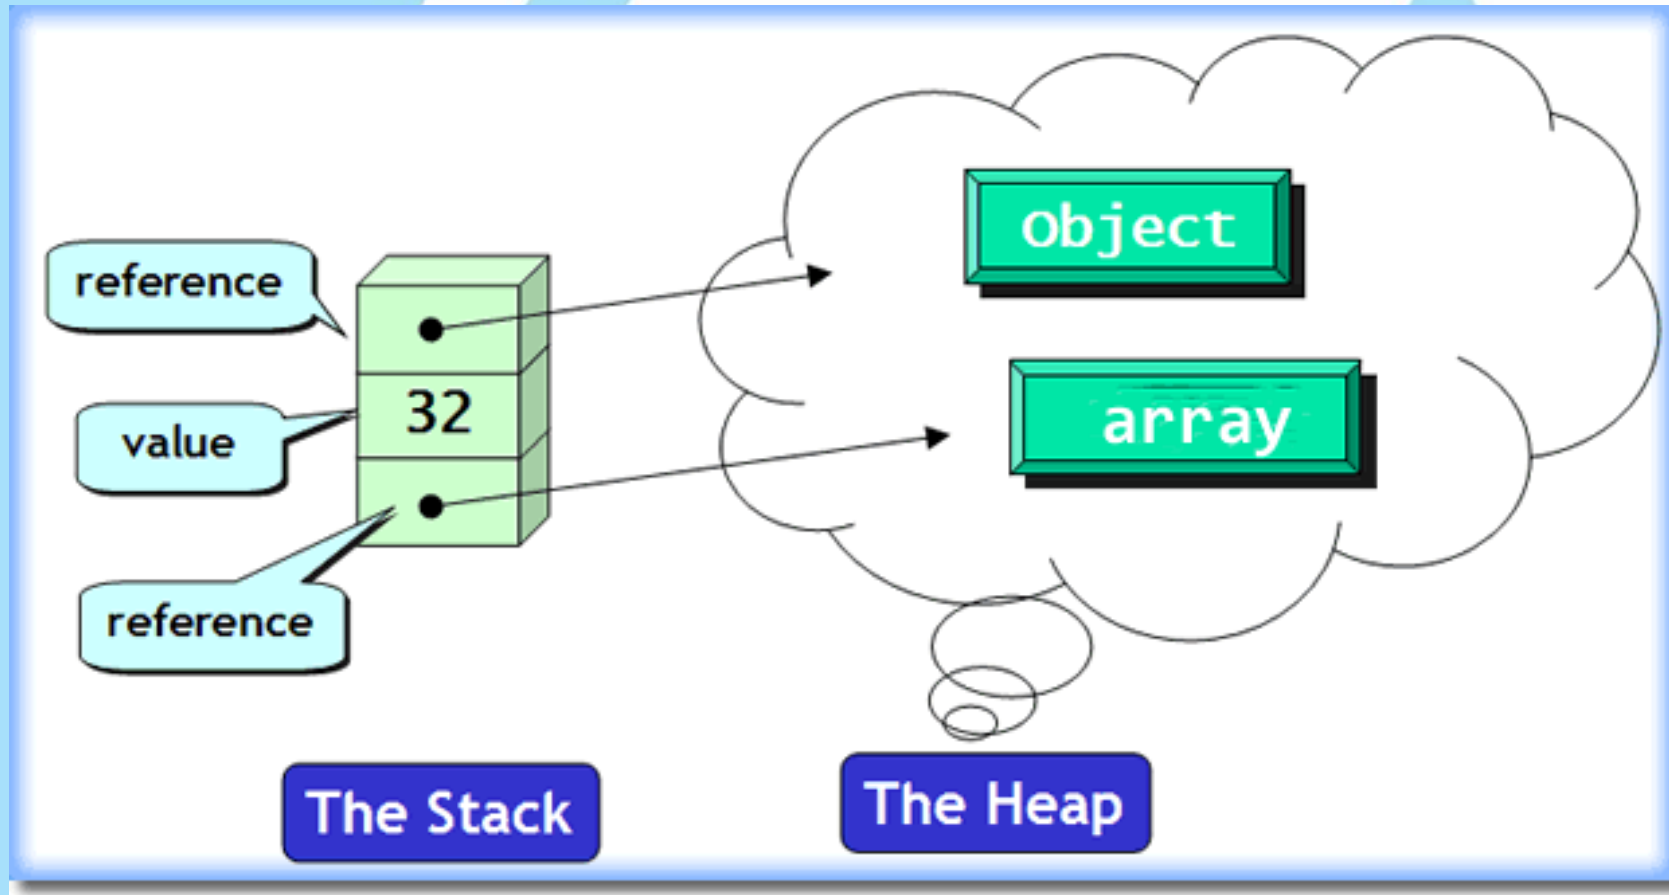 reference
value
reference
32
Object
array
The Stack
The Heap